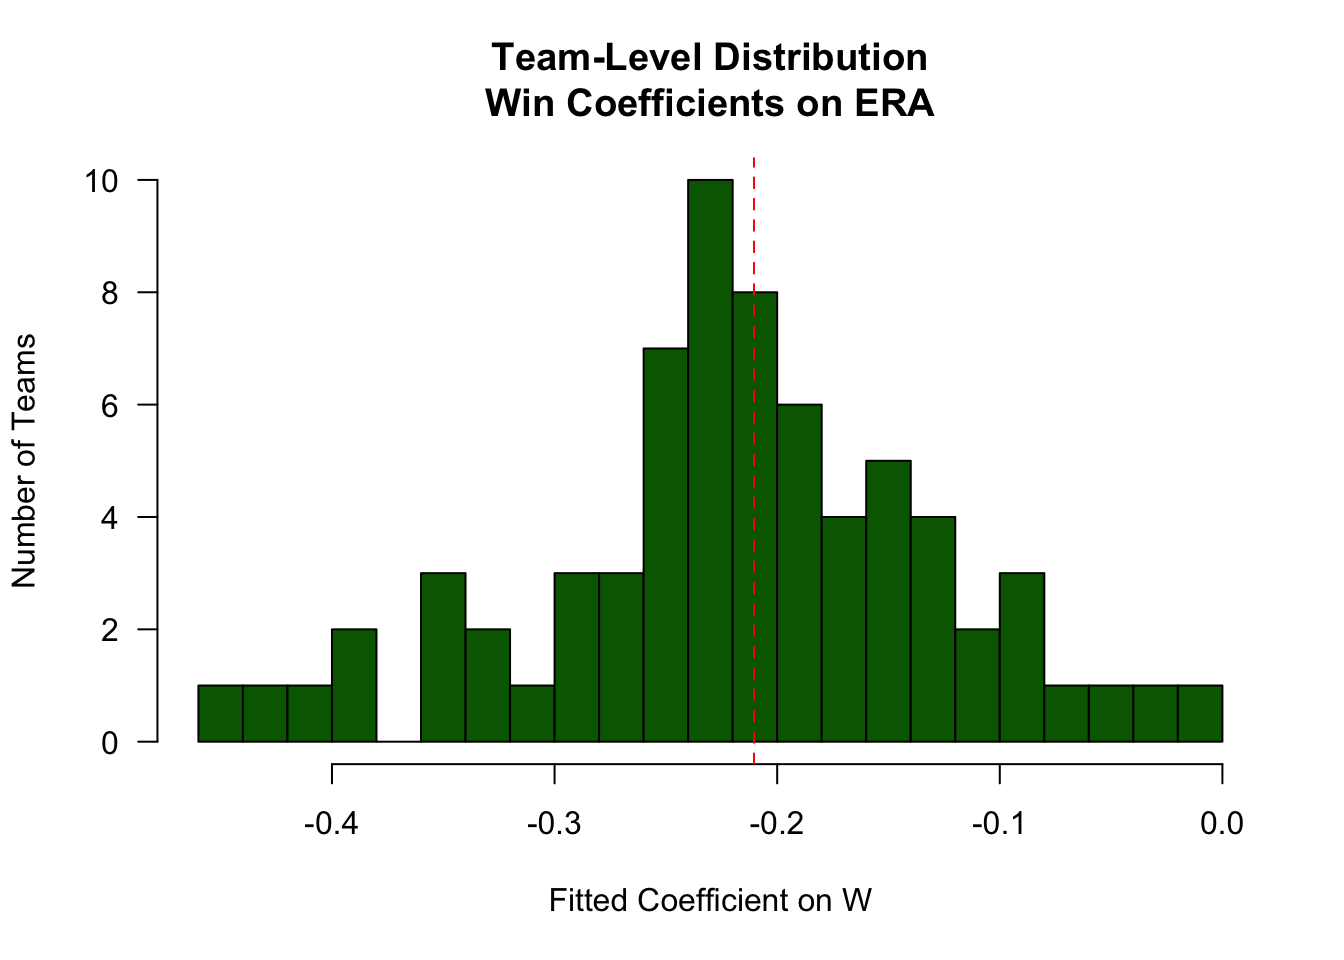 Team-Level Distribution
Win Coefficients on ERA
10
8
6
4
2
0
Number of Teams
-0.4 -0.3 -0.2 -0.1 0.0
Fitted Coefficient on W